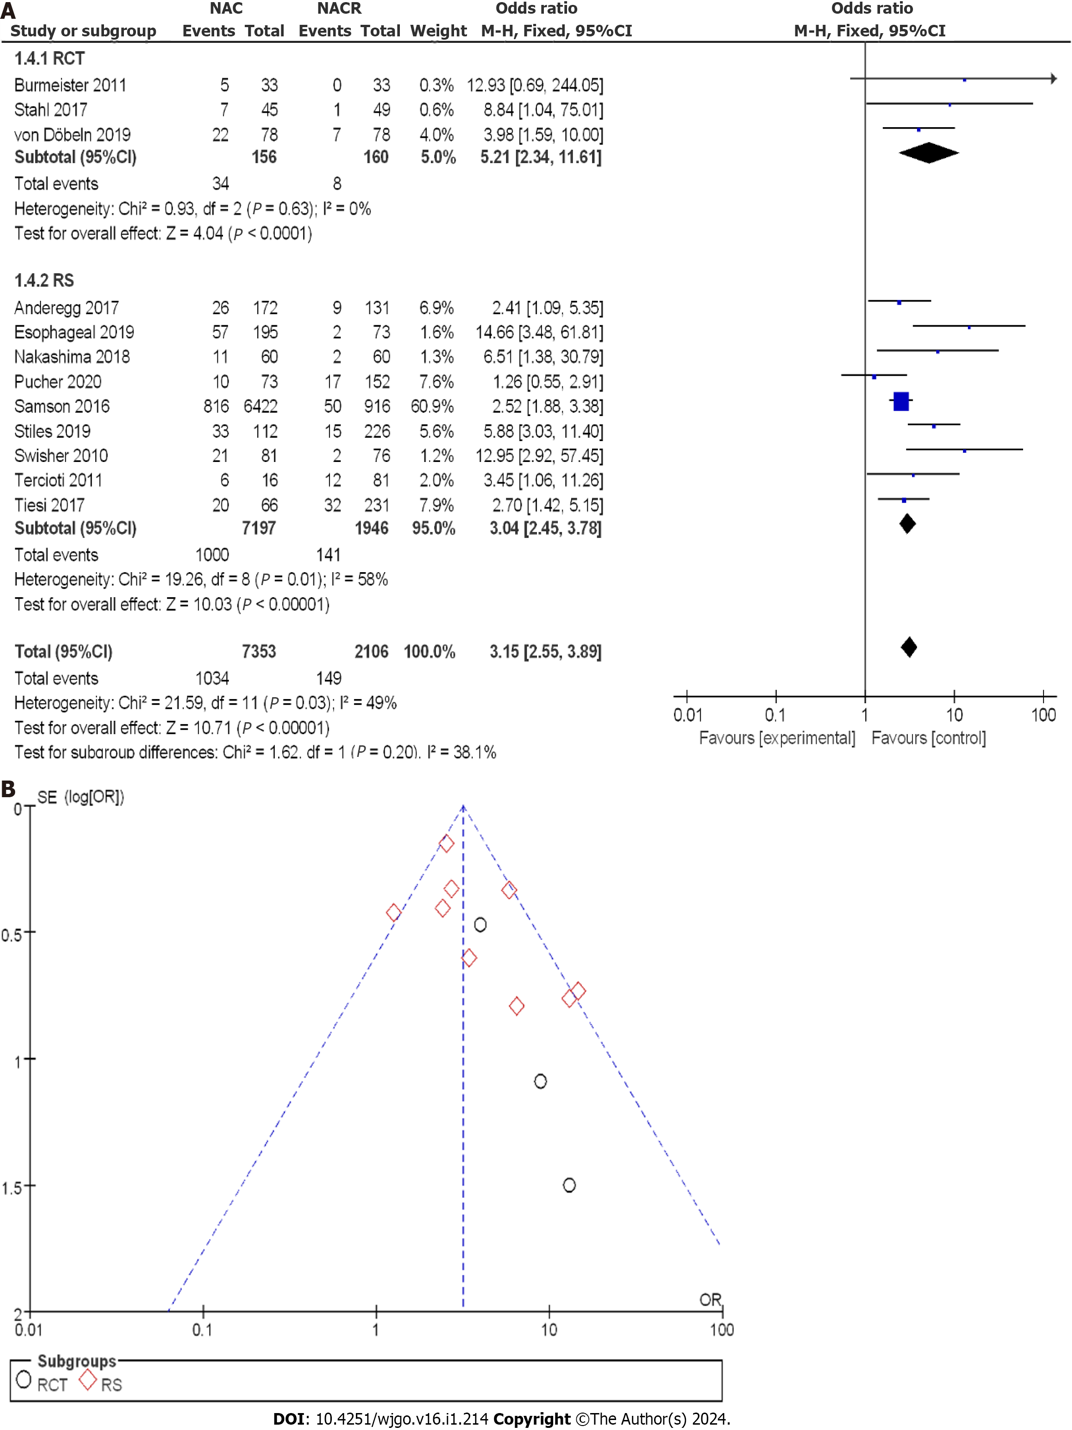 A
NAC NACR Odds ratio Odds ratio
Study or subgroup Events Total Events Total Weight M-H, Fixed, 95%CI M-H, Fixed, 95%CI
1.4.1 RCT
Burmeister 2011 5 33 0 33 0.3% 12.93 [0.69, 244.05]
Stahl 2017 7 45 1 49 0.6% 8.84 [1.04, 75.01]
von Döbeln 2019 22 78 7 78 4.0% 3.98 [1.59, 10.00]
Subtotal (95%CI) 156 160 5.0% 5.21 [2.34, 11.61]
Total events 34 8
Heterogeneity: Chi² = 0.93, df = 2 (P = 0.63); I² = 0%
Test for overall effect: Z = 4.04 (P < 0.0001)
1.4.2 RS
Anderegg 2017 26 172 9 131 6.9% 2.41 [1.09, 5.35]
Esophageal 2019 57 195 2 73 1.6% 14.66 [3.48, 61.81]
Nakashima 2018 11 60 2 60 1.3% 6.51 [1.38, 30.79]
Pucher 2020 10 73 17 152 7.6% 1.26 [0.55, 2.91]
Samson 2016 816 6422 50 916 60.9% 2.52 [1.88, 3.38]
Stiles 2019 33 112 15 226 5.6% 5.88 [3.03, 11.40]
Swisher 2010 21 81 2 76 1.2% 12.95 [2.92, 57.45]
Tercioti 2011 6 16 12 81 2.0% 3.45 [1.06, 11.26]
Tiesi 2017 20 66 32 231 7.9% 2.70 [1.42, 5.15]
Subtotal (95%CI) 7197 1946 95.0% 3.04 [2.45, 3.78]
Total events 1000 141
Heterogeneity: Chi² = 19.26, df = 8 (P = 0.01); I² = 58%
Test for overall effect: Z = 10.03 (P < 0.00001)
Total (95%CI) 7353 2106 100.0% 3.15 [2.55, 3.89]
Total events 1034 149
Heterogeneity: Chi² = 21.59, df = 11 (P = 0.03); I² = 49%
Test for overall effect: Z = 10.71 (P < 0.00001)
Test for subgroup differences: Chi² = 1.62. df = 1 (P = 0.20). I² = 38.1%
0.01 0.1 1 10 100
Favours [experimental] Favours [control]
B
SE (log[OR])
0
0.5
1
1.5
2
OR
0.01 0.1 1 10 100
Subgroups
RCT RS
DOI: 10.4251/wjgo.v16.i1.214 Copyright ©The Author(s) 2024.